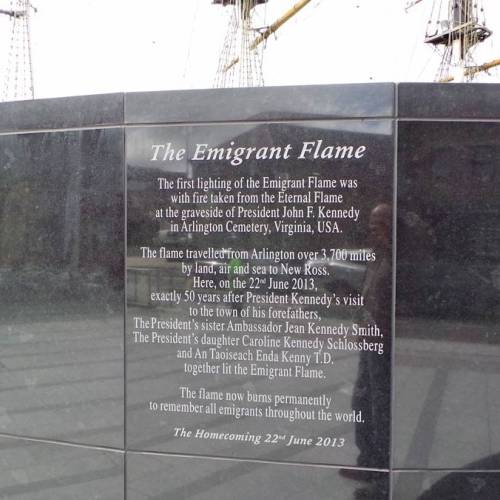 The Emigrant Flame
The first lighting of the Emigrant Flame was
with fire taken from the Eternal Flame
at the graveside of President John F. Kennedy
in Arlington Cemetery, Virginia, USA.
The flame travelled from Arlington over 3,700 miles
by land, air and sea to New Ross.
Here, on the 22nd June 2013,
exactly 50 years after President Kennedy's visit
to the town of his forefathers,
The President's sister Ambassador Jean Kennedy Smith,
The President's daughter Caroline Kennedy Schlossberg
and An Taoiseach Enda Kenny T.D.
together lit the Emigrant Flame.
The flame now burns permanently
to remember all emigrants throughout the world.
The Homecoming 22nd June 2013